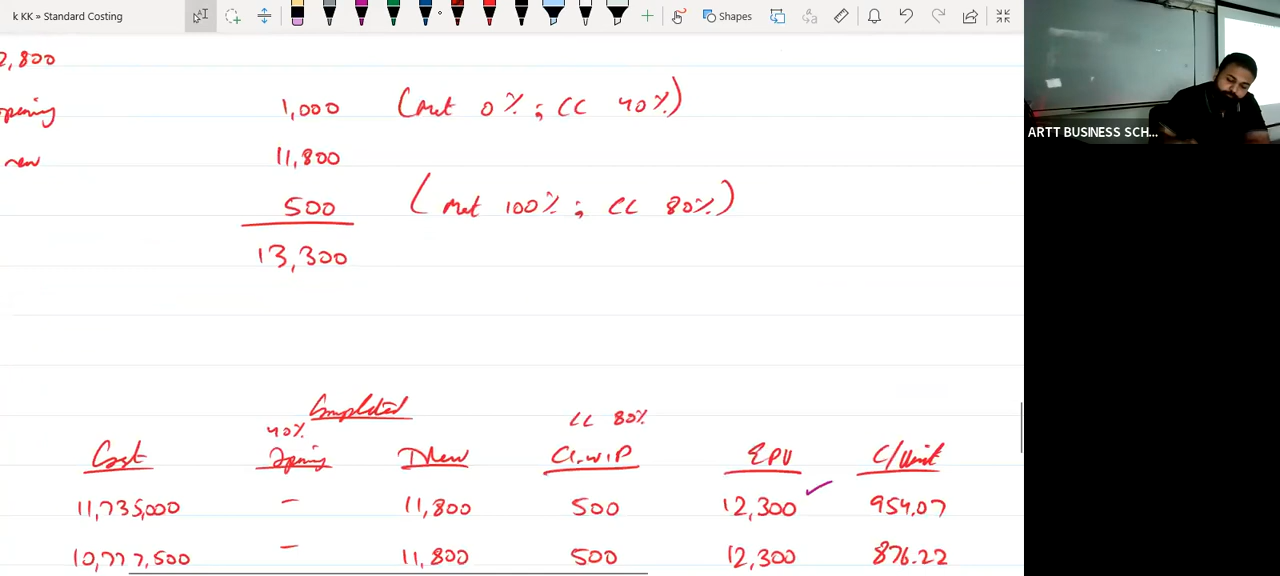 k KK » Standard Costing
Shapes
ARTT BUSINESS SCH...
2,800
opening 1,000 (mat 0% ; CC 40%)
new 11,800
500 (mat 100% ; CC 80%)
13,300
Completed
40% CC 80%
Cost Opening New Cl.W.I.P EPU C/Unit
11,735,000 – 11,800 500 12,300 954.07
10,777,500 – 11,800 500 12,300 876.22